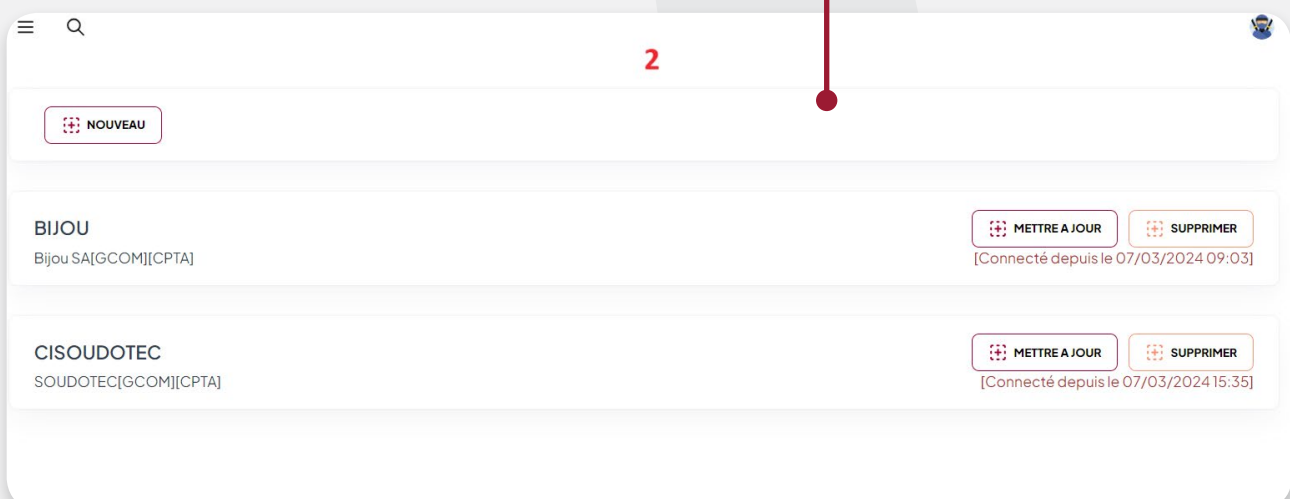 2
NOUVEAU
BIJOU
METTRE A JOUR
SUPPRIMER
Bijou SA[GCOM][CPTA]
[Connecté depuis le 07/03/2024 09:03]
CISOUDOTEC
METTRE A JOUR
SUPPRIMER
SOUDOTEC[GCOM][CPTA]
[Connecté depuis le 07/03/2024 15:35]